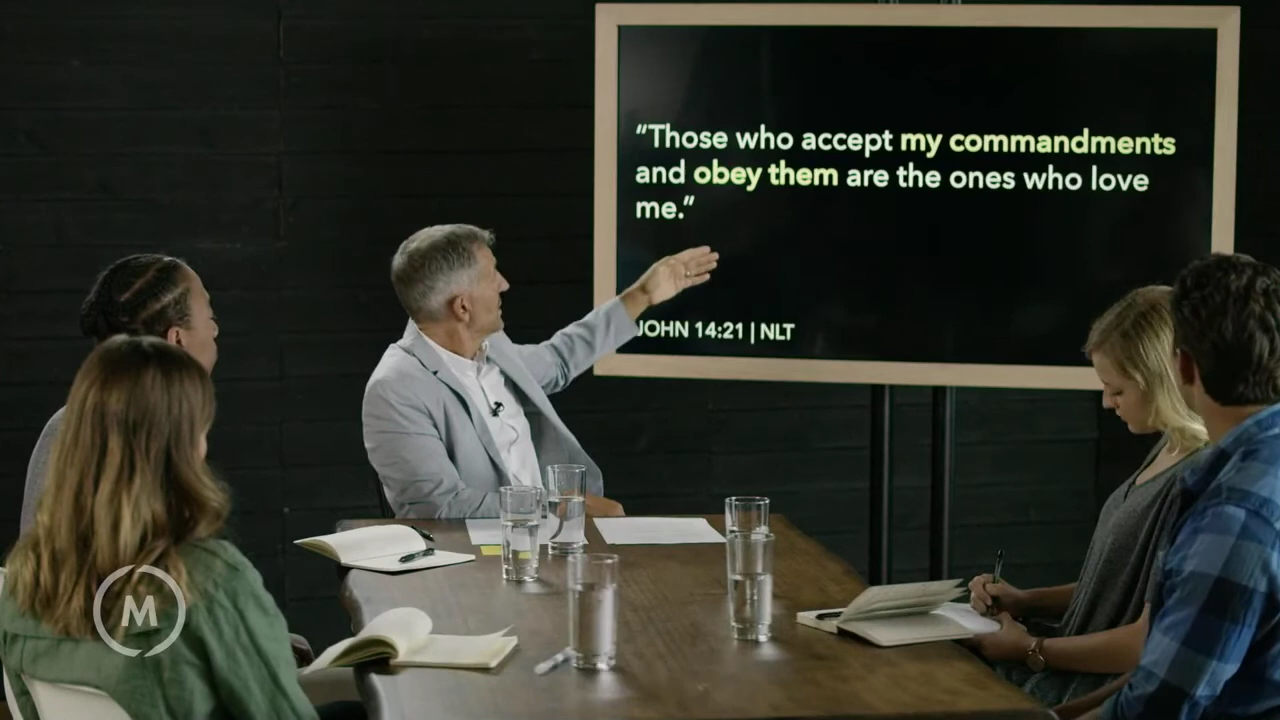 “Those who accept my commandments
and obey them are the ones who love
me.”
JOHN 14:21 | NLT
M